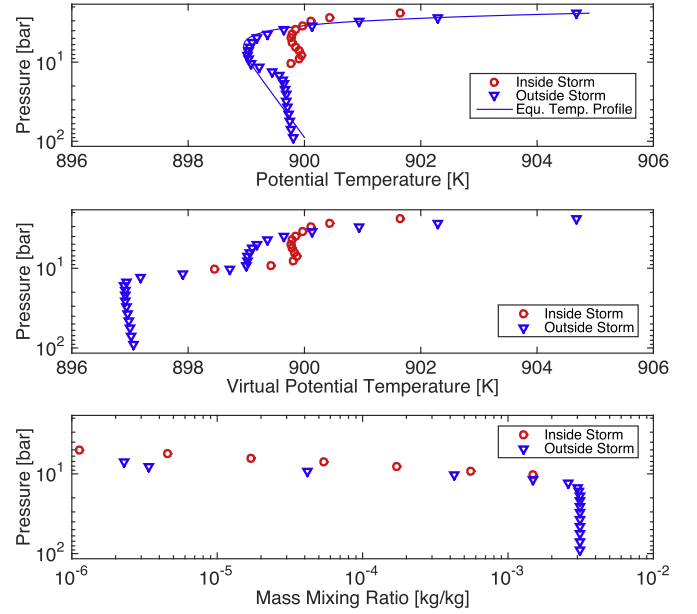 Pressure [bar]
10^1
10^2
896
898
900
902
904
906
Potential Temperature [K]
Inside Storm
Outside Storm
Equ. Temp. Profile
Pressure [bar]
10^1
10^2
896
898
900
902
904
906
Virtual Potential Temperature [K]
Inside Storm
Outside Storm
Pressure [bar]
10^1
10^2
10^-6
10^-5
10^-4
10^-3
10^-2
Mass Mixing Ratio [kg/kg]
Inside Storm
Outside Storm